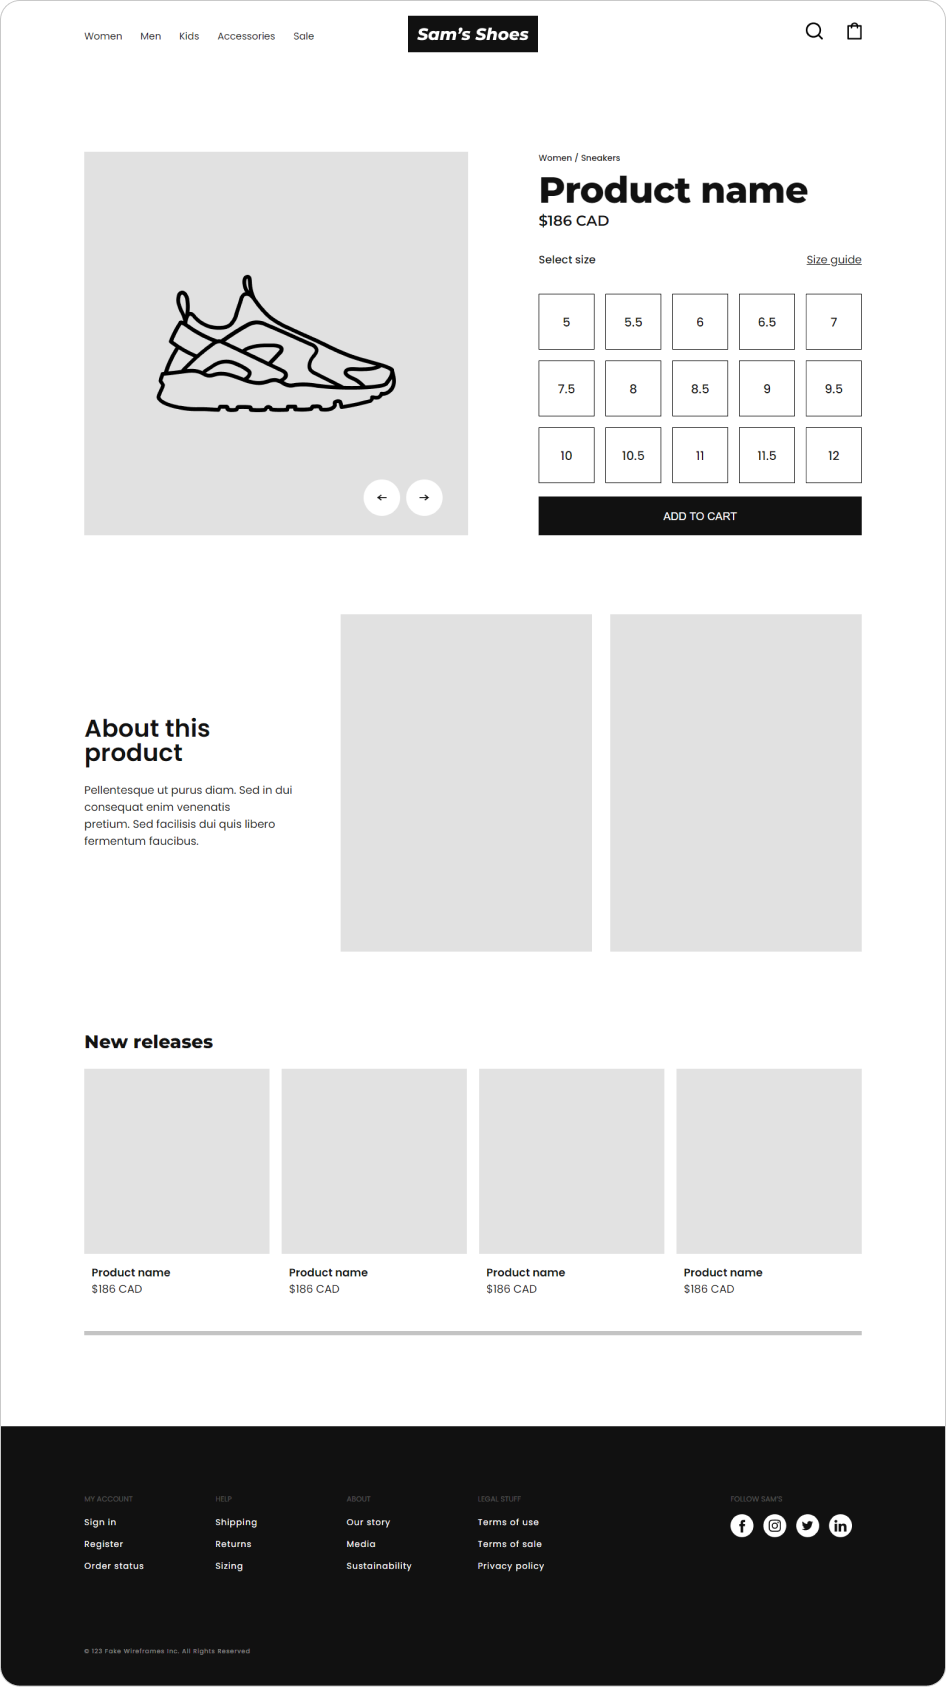 Women Men Kids Accessories Sale
Sam's Shoes
Women / Sneakers
Product name
$186 CAD
Select size
Size guide
5 5.5 6 6.5 7
7.5 8 8.5 9 9.5
10 10.5 11 11.5 12
ADD TO CART
About this
product
Pellentesque ut purus diam. Sed in dui
consequat enim venenatis
pretium. Sed facilisis dui quis libero
fermentum faucibus.
New releases
Product name
$186 CAD
Product name
$186 CAD
Product name
$186 CAD
Product name
$186 CAD
MY ACCOUNT
Sign in
Register
Order status
HELP
Shipping
Returns
Sizing
ABOUT
Our story
Media
Sustainability
LEGAL STUFF
Terms of use
Terms of sale
Privacy policy
FOLLOW SAM'S
© 123 Fake Wireframes Inc. All Rights Reserved